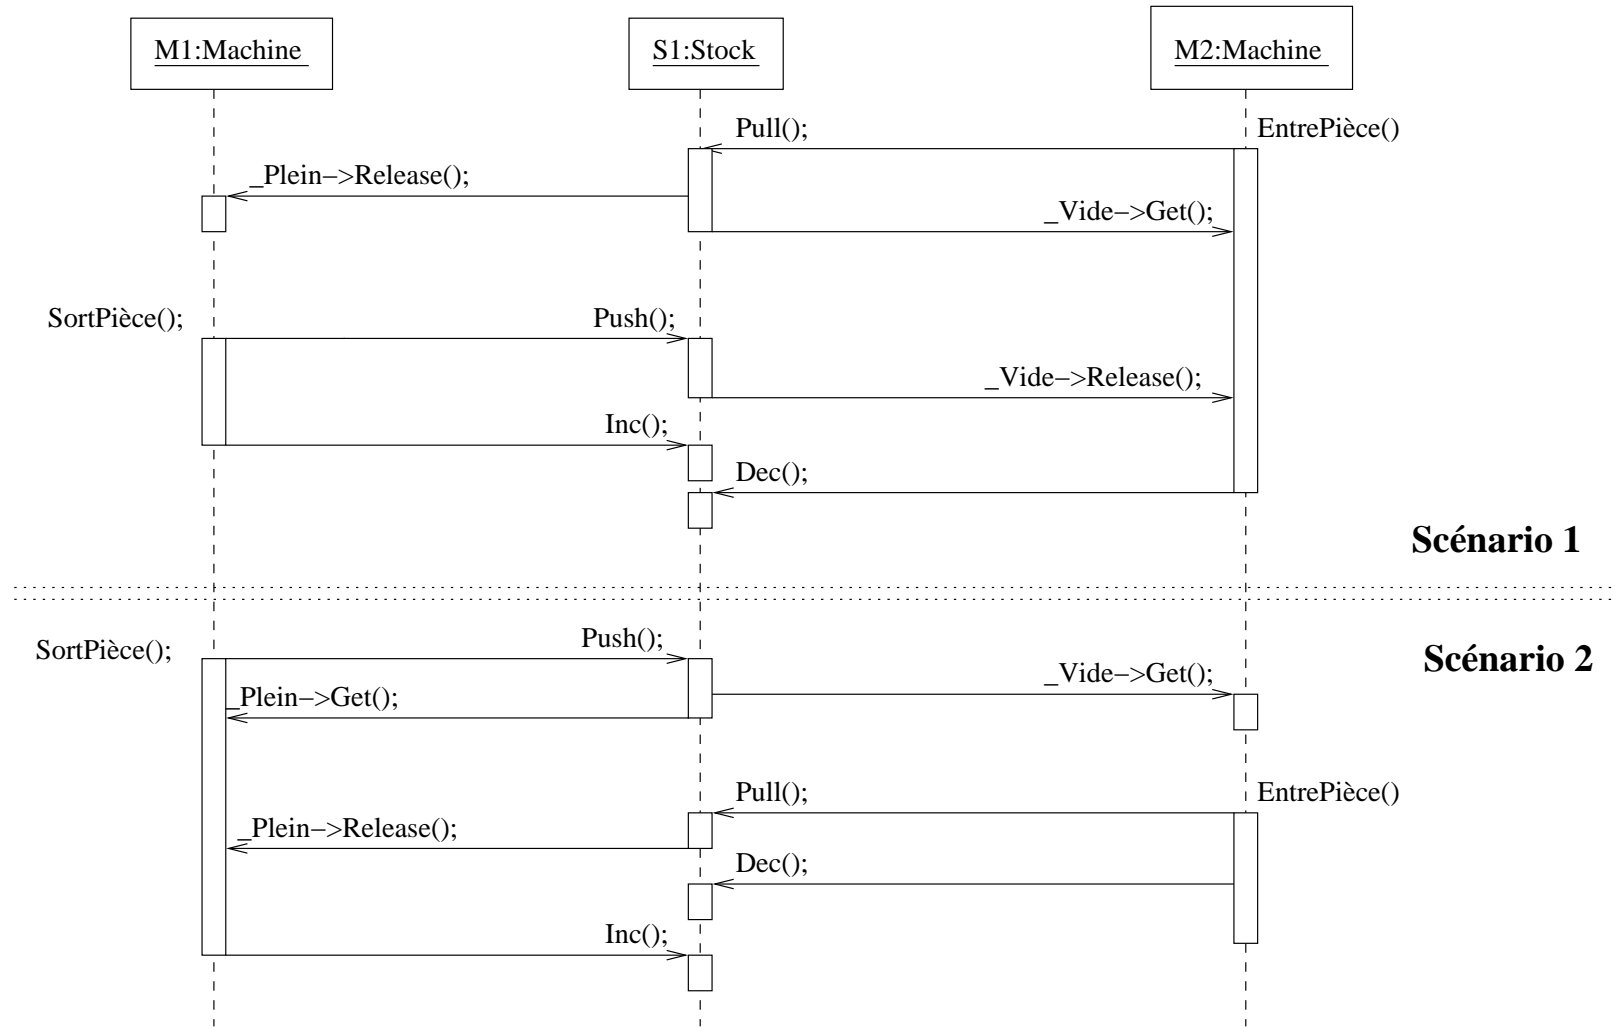 M1:Machine
S1:Stock
M2:Machine
Pull();
EntrePièce()
_Plein−>Release();
_Vide−>Get();
SortPièce();
Push();
_Vide−>Release();
Inc();
Dec();
Scénario 1
SortPièce();
Push();
Scénario 2
_Vide−>Get();
_Plein−>Get();
Pull();
EntrePièce()
_Plein−>Release();
Dec();
Inc();